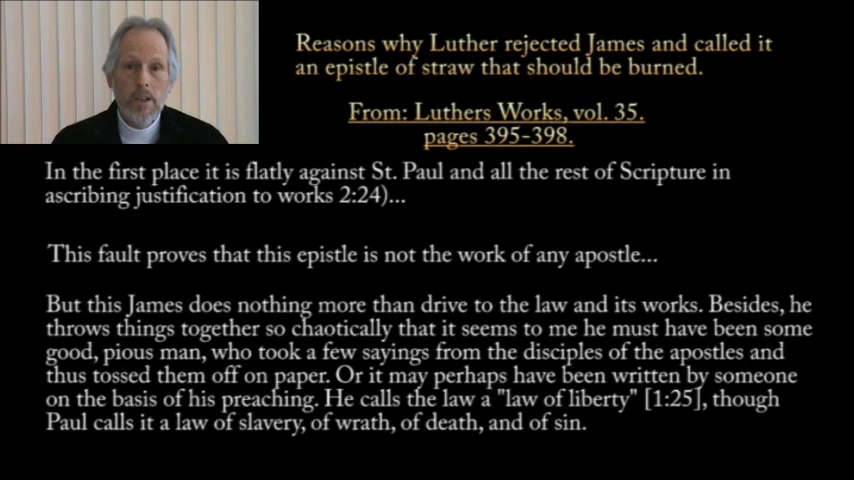 Reasons why Luther rejected James and called it
an epistle of straw that should be burned.
From: Luthers Works, vol. 35.
pages 395-398.
In the first place it is flatly against St. Paul and all the rest of Scripture in
ascribing justification to works 2:24)...
This fault proves that this epistle is not the work of any apostle...
But this James does nothing more than drive to the law and its works. Besides, he
throws things together so chaotically that it seems to me he must have been some
good, pious man, who took a few sayings from the disciples of the apostles and
thus tossed them off on paper. Or it may perhaps have been written by someone
on the basis of his preaching. He calls the law a "law of liberty" [1:25], though
Paul calls it a law of slavery, of wrath, of death, and of sin.